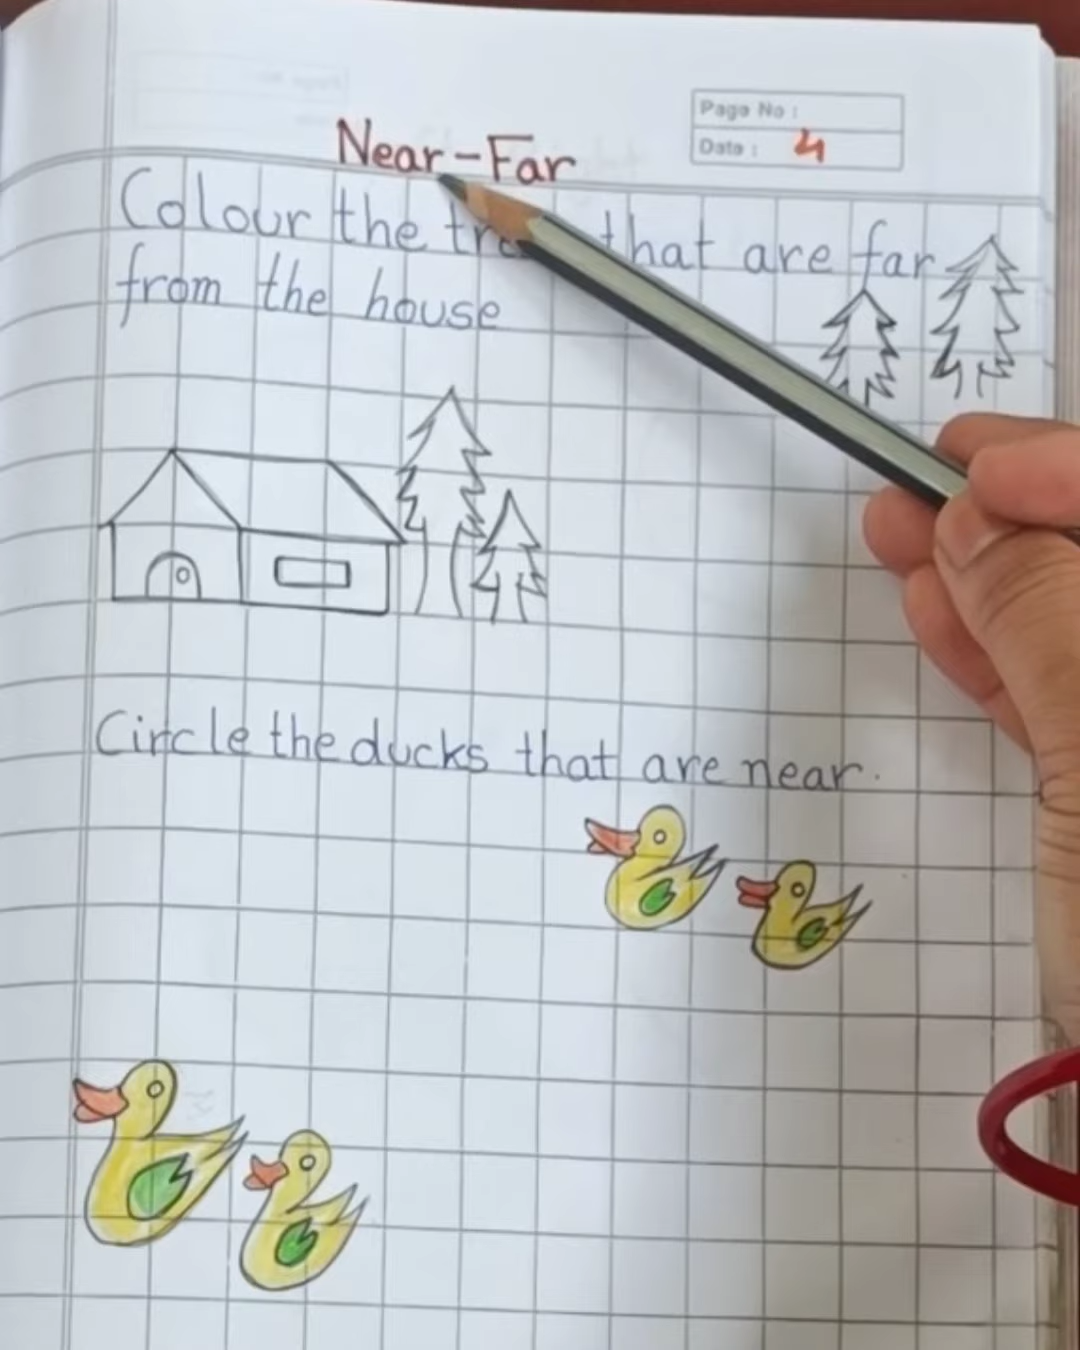 Page No :
Date : 4
Near-Far
Colour the that are far
from the house
Circle the ducks that are near.